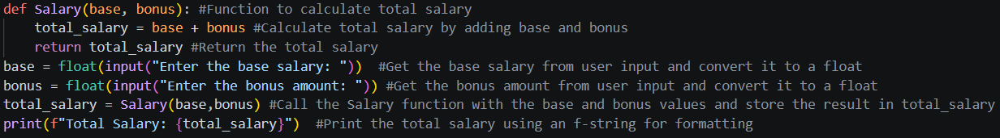 def Salary(base, bonus): #Function to calculate total salary
    total_salary = base + bonus #Calculate total salary by adding base and bonus
    return total_salary #Return the total salary
base = float(input("Enter the base salary: "))  #Get the base salary from user input and convert it to a float
bonus = float(input("Enter the bonus amount: ")) #Get the bonus amount from user input and convert it to a float
total_salary = Salary(base,bonus) #Call the Salary function with the base and bonus values and store the result in total_salary
print(f"Total Salary: {total_salary}")  #Print the total salary using an f-string for formatting